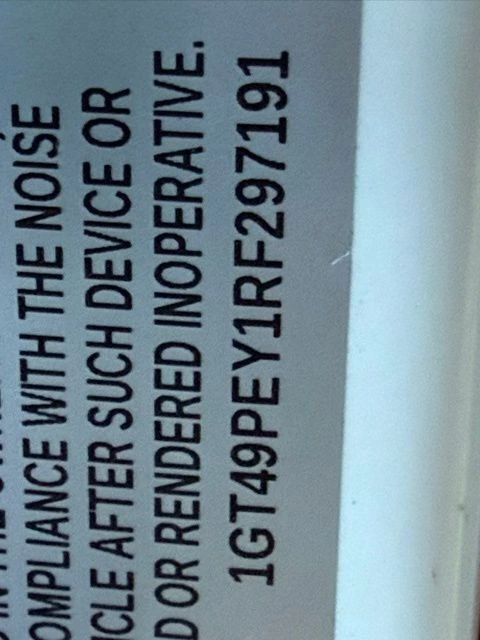 OMPLIANCE WITH THE NOISE
ICLE AFTER SUCH DEVICE OR
D OR RENDERED INOPERATIVE.
1GT49PEY1RF297191